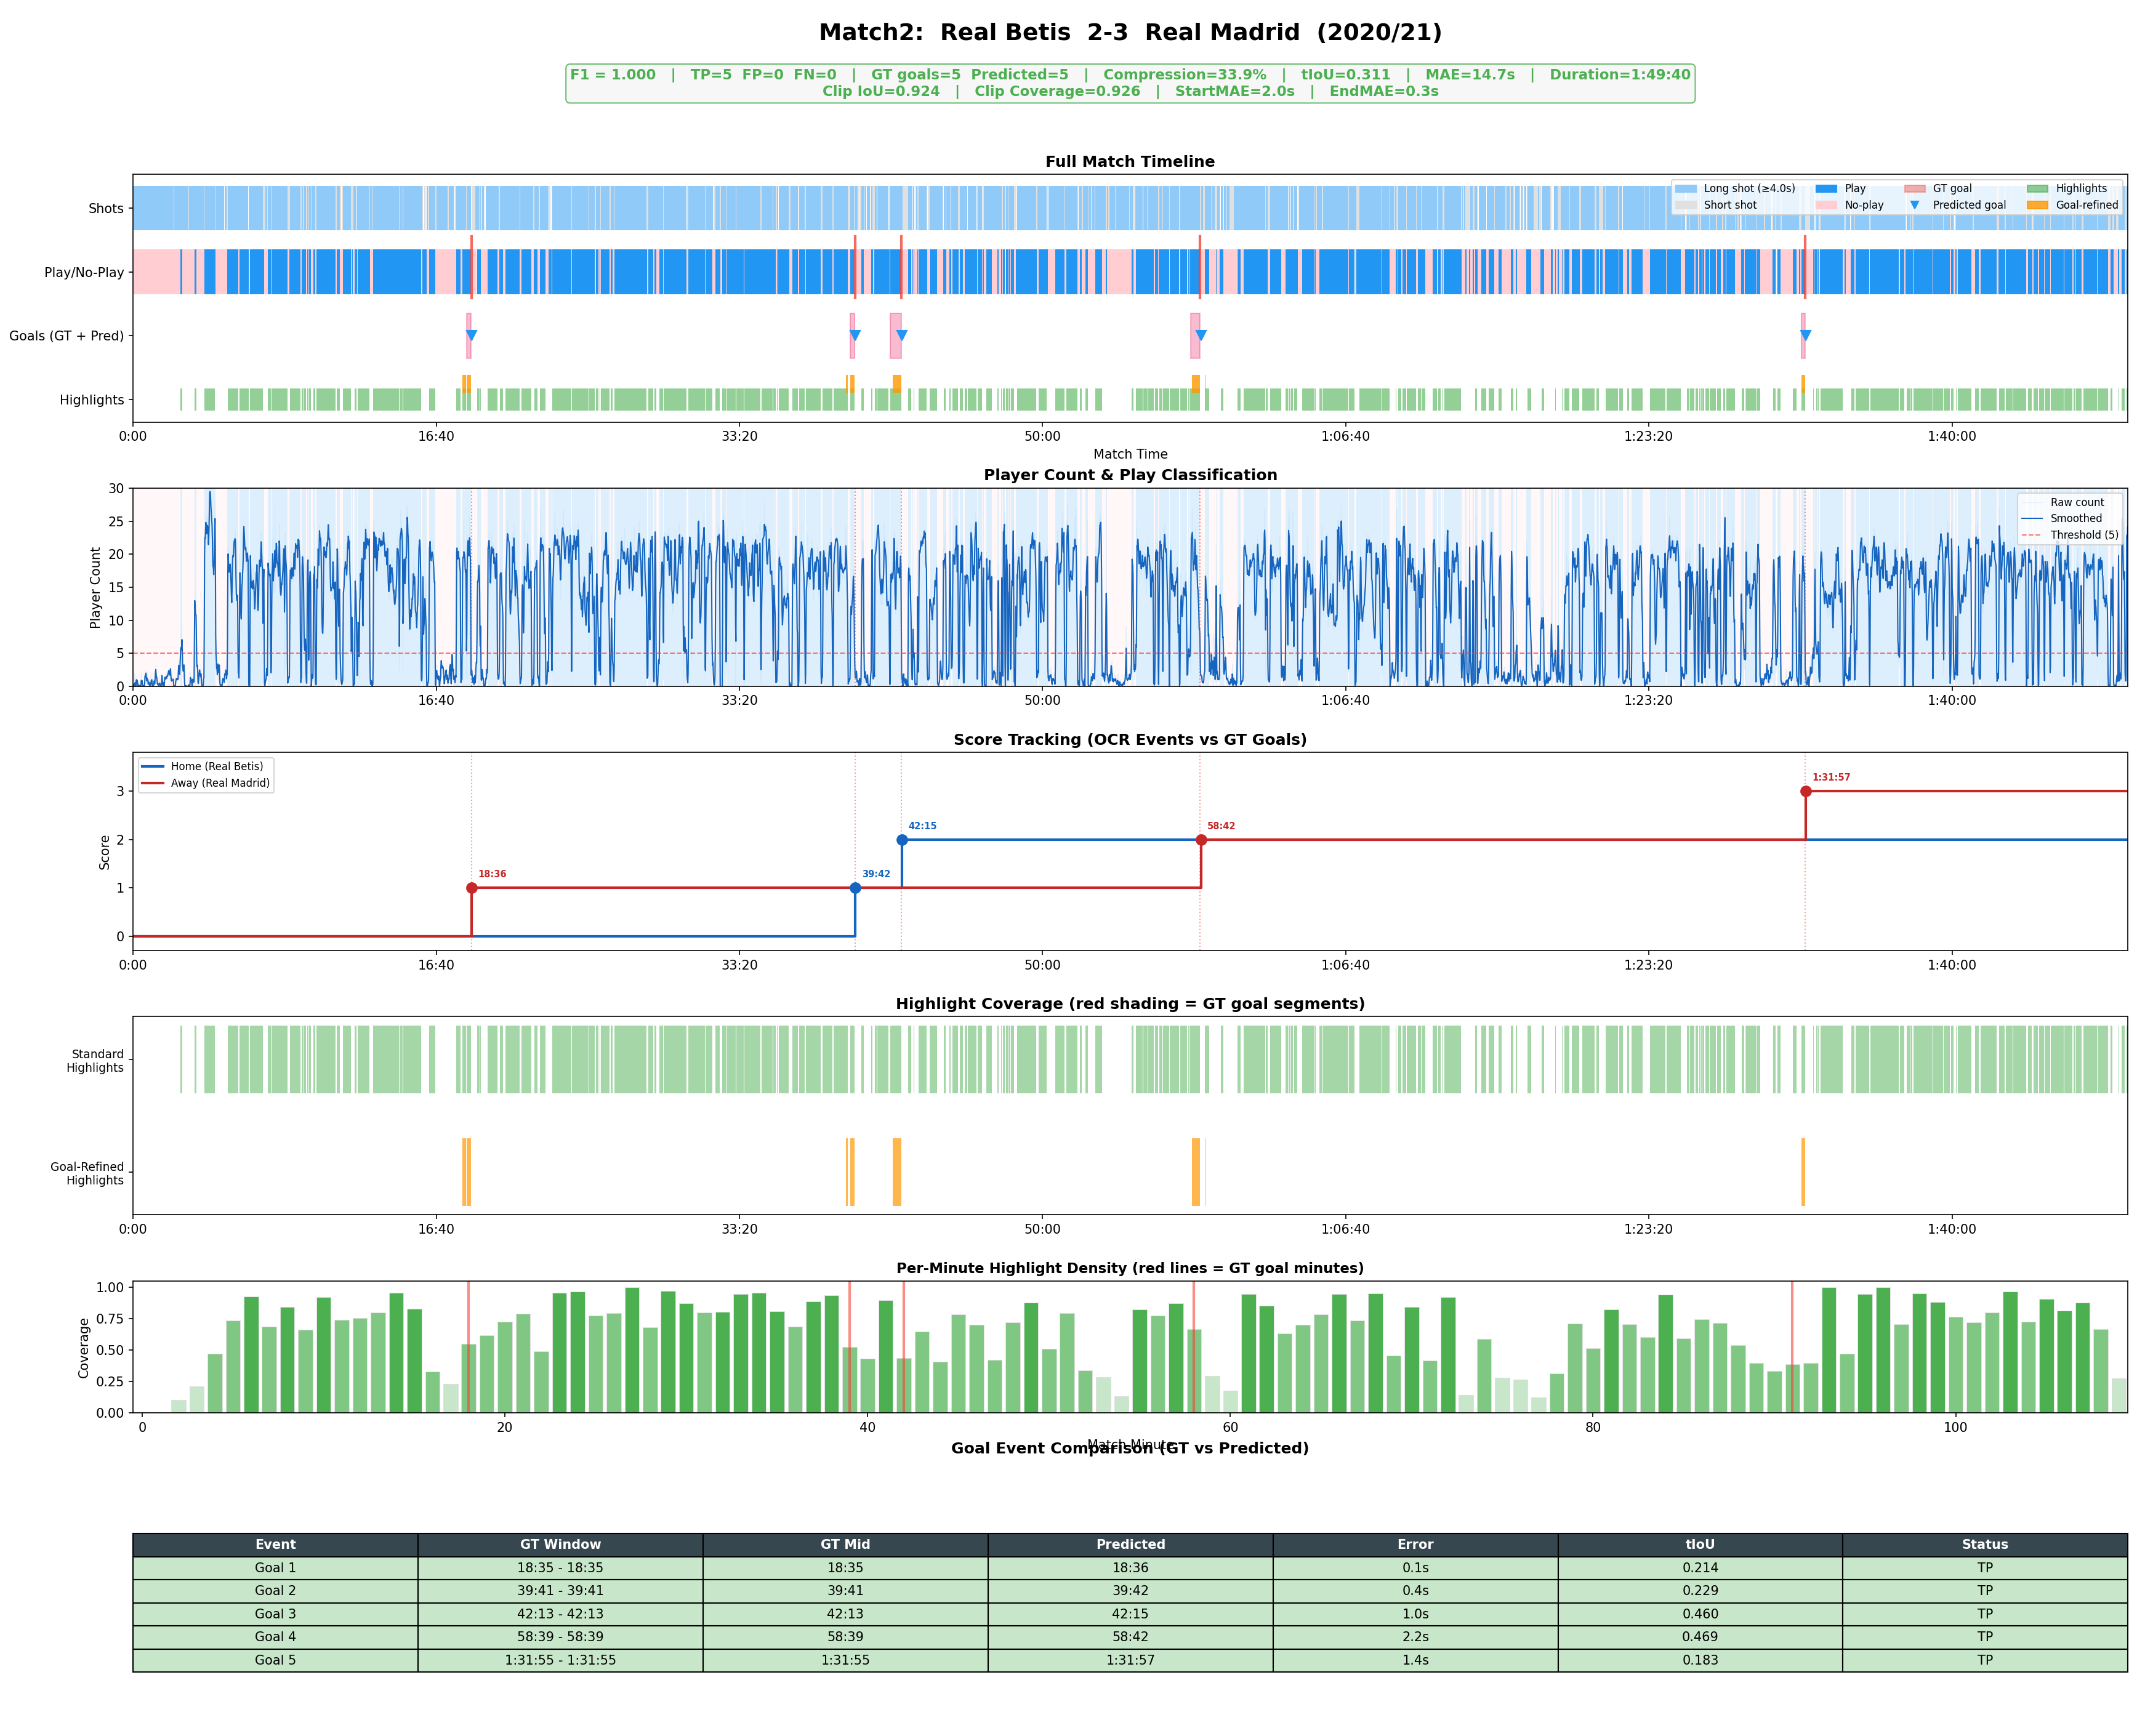 Match2:  Real Betis  2-3  Real Madrid  (2020/21)
F1 = 1.000   |   TP=5  FP=0  FN=0   |   GT goals=5  Predicted=5   |   Compression=33.9%   |   tIoU=0.311   |   MAE=14.7s   |   Duration=1:49:40
Clip IoU=0.924   |   Clip Coverage=0.926   |   StartMAE=2.0s   |   EndMAE=0.3s
Full Match Timeline
Long shot (≥4.0s) Play GT goal Highlights
Short shot No-play Predicted goal Goal-refined
Shots
Play/No-Play
Goals (GT + Pred)
Highlights
0:00 16:40 33:20 50:00 1:06:40 1:23:20 1:40:00
Match Time
Player Count & Play Classification
Raw count
Smoothed
Threshold (5)
Player Count
30
25
20
15
10
5
0
0:00 16:40 33:20 50:00 1:06:40 1:23:20 1:40:00
Score Tracking (OCR Events vs GT Goals)
Home (Real Betis)
Away (Real Madrid)
Score
3
2
1
0
18:36
39:42
42:15
58:42
1:31:57
0:00 16:40 33:20 50:00 1:06:40 1:23:20 1:40:00
Highlight Coverage (red shading = GT goal segments)
Standard
Highlights
Goal-Refined
Highlights
0:00 16:40 33:20 50:00 1:06:40 1:23:20 1:40:00
Per-Minute Highlight Density (red lines = GT goal minutes)
Coverage
1.00
0.75
0.50
0.25
0.00
0 20 40 60 80 100
Match Minute
Goal Event Comparison (GT vs Predicted)
Event GT Window GT Mid Predicted Error tIoU Status
Goal 1 18:35 - 18:35 18:35 18:36 0.1s 0.214 TP
Goal 2 39:41 - 39:41 39:41 39:42 0.4s 0.229 TP
Goal 3 42:13 - 42:13 42:13 42:15 1.0s 0.460 TP
Goal 4 58:39 - 58:39 58:39 58:42 2.2s 0.469 TP
Goal 5 1:31:55 - 1:31:55 1:31:55 1:31:57 1.4s 0.183 TP